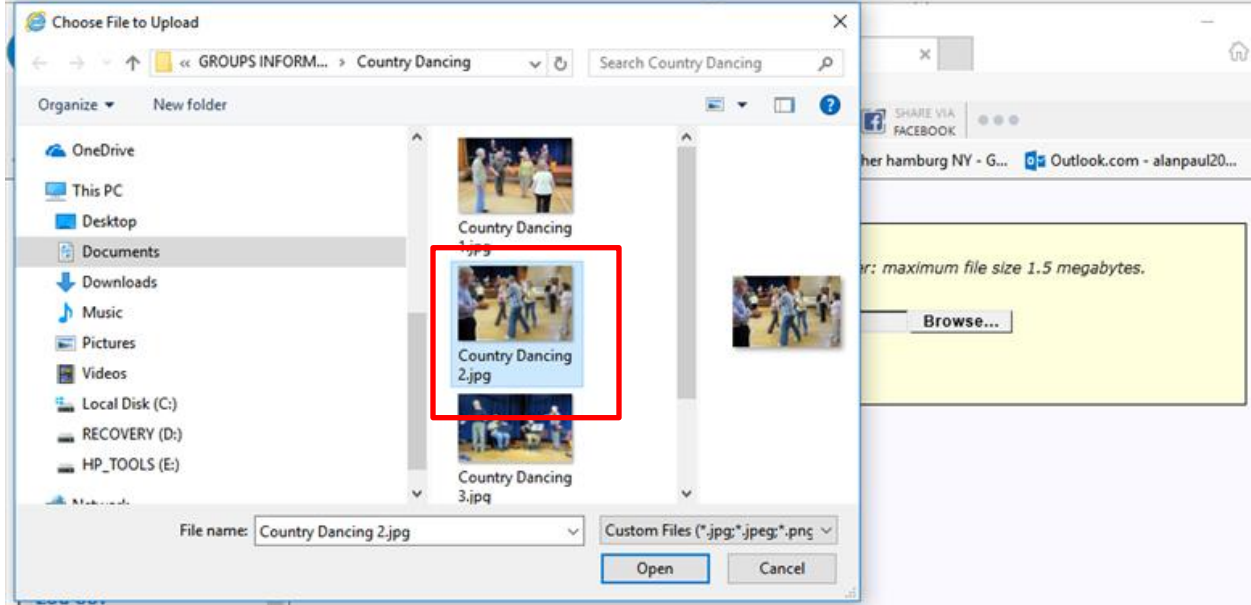 Choose File to Upload
« GROUPS INFORM... › Country Dancing
Search Country Dancing
Organize
New folder
SHARE VIA
FACEBOOK
her hamburg NY - G...
Outlook.com - alanpaul20...
OneDrive
This PC
Desktop
Documents
Downloads
Music
Pictures
Videos
Local Disk (C:)
RECOVERY (D:)
HP_TOOLS (E:)
Network
Country Dancing
1.jpg
Country Dancing
2.jpg
Country Dancing
3.jpg
r: maximum file size 1.5 megabytes.
Browse...
File name: Country Dancing 2.jpg
Custom Files (*.jpg;*.jpeg;*.png
Open
Cancel